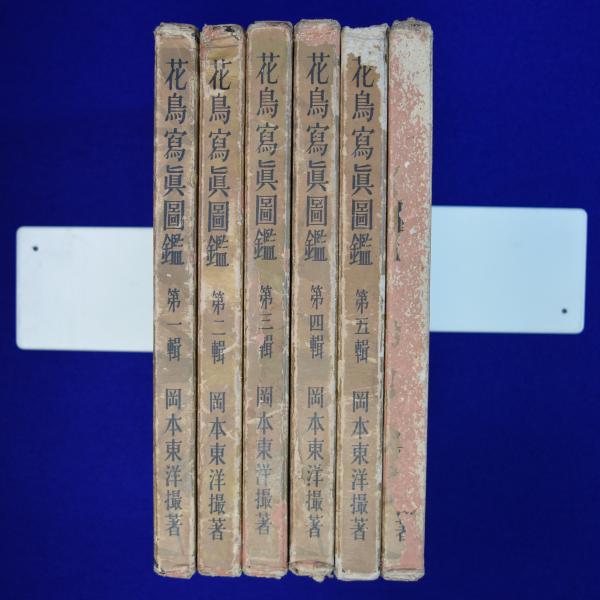 花鳥寫眞圖鑑 第一輯 岡本東洋撮著
花鳥寫眞圖鑑 第二輯 岡本東洋撮著
花鳥寫眞圖鑑 第三輯 岡本東洋撮著
花鳥寫眞圖鑑 第四輯 岡本東洋撮著
花鳥寫眞圖鑑 第五輯 岡本東洋撮著
著